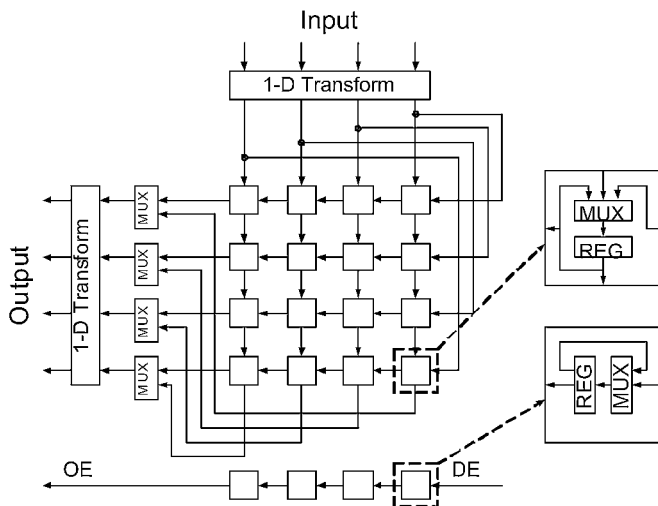 Input
1-D Transform
Output
1-D Transform
MUX
MUX
MUX
MUX
MUX
REG
REG
MUX
OE
DE